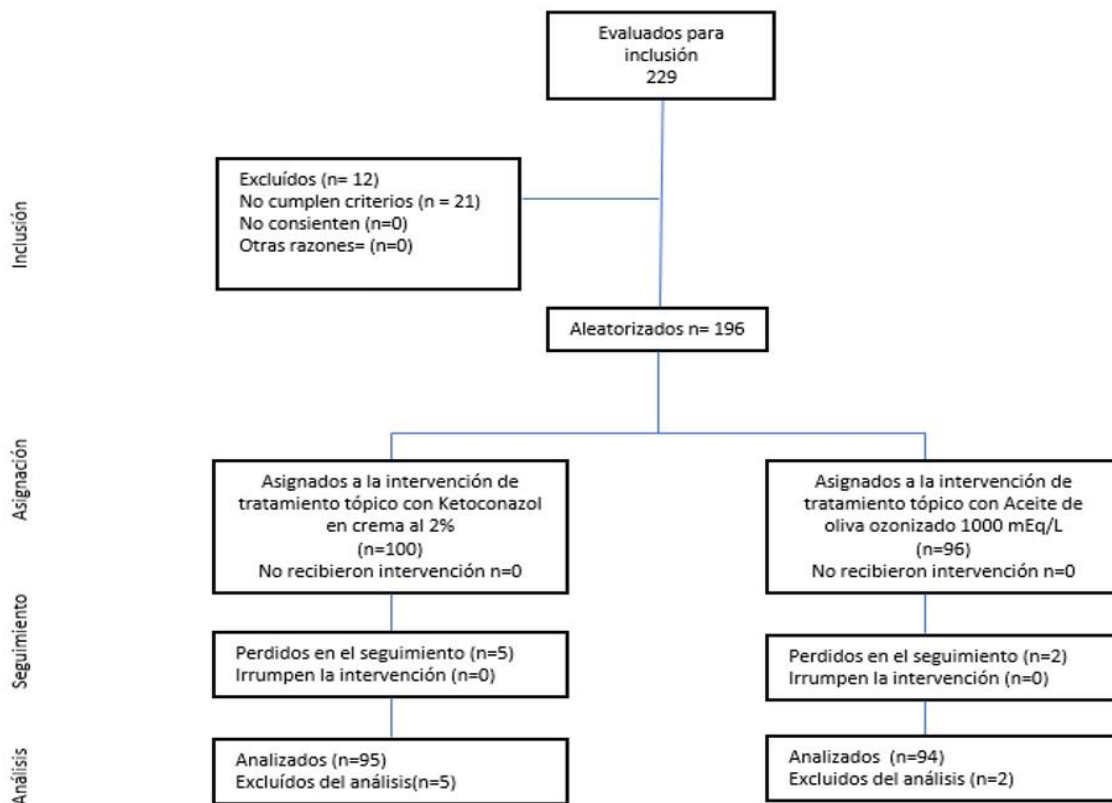 Evaluados para
inclusión
229
Inclusión
Excluídos (n= 12)
No cumplen criterios (n = 21)
No consienten (n=0)
Otras razones= (n=0)
Aleatorizados n= 196
Asignación
Asignados a la intervención de
tratamiento tópico con Ketoconazol
en crema al 2%
(n=100)
No recibieron intervención n=0
Asignados a la intervención de
tratamiento tópico con Aceite de
oliva ozonizado 1000 mEq/L
(n=96)
No recibieron intervención n=0
Seguimiento
Perdidos en el seguimiento (n=5)
Irrumpen la intervención (n=0)
Perdidos en el seguimiento (n=2)
Irrumpen la intervención (n=0)
Análisis
Analizados (n=95)
Excluídos del análisis(n=5)
Analizados (n=94)
Excluidos del análisis (n=2)